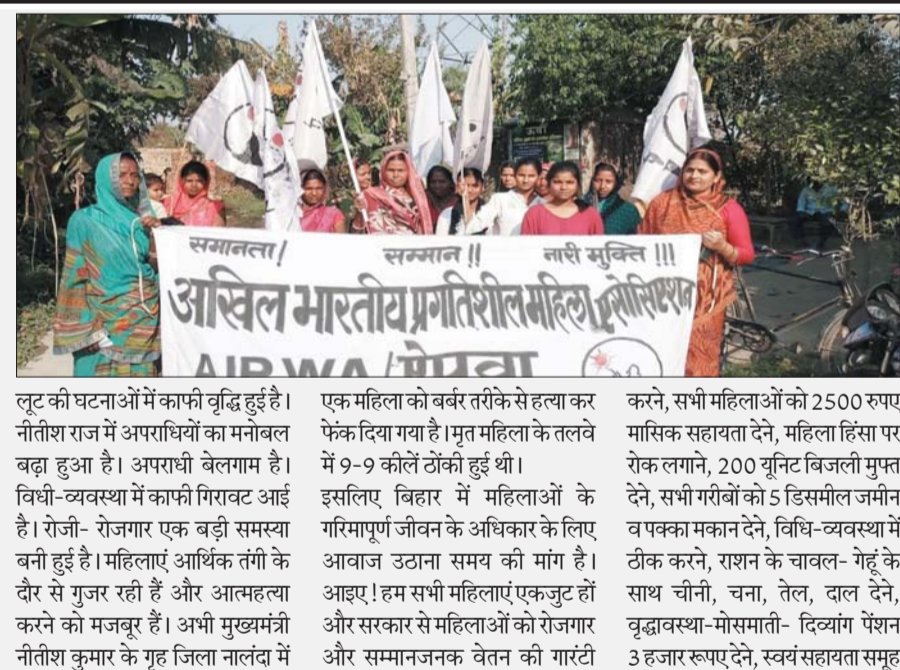 समानता! सम्मान!! नारी मुक्ति !!!
अखिल भारतीय प्रगतिशील महिला एसोसिएशन
AIPWA/ऐपवा
लूट की घटनाओं में काफी वृद्धि हुई है।
नीतीश राज में अपराधियों का मनोबल
बढ़ा हुआ है। अपराधी बेलगाम है।
विधी-व्यवस्था में काफी गिरावट आई
है। रोजी- रोजगार एक बड़ी समस्या
बनी हुई है। महिलाएं आर्थिक तंगी के
दौर से गुजर रही हैं और आत्महत्या
करने को मजबूर हैं। अभी मुख्यमंत्री
नीतीश कुमार के गृह जिला नालंदा में
एक महिला को बर्बर तरीके से हत्या कर
फेंक दिया गया है।मृत महिला के तलवे
में 9-9 कीलें ठोंकी हुई थी।
इसलिए बिहार में महिलाओं के
गरिमापूर्ण जीवन के अधिकार के लिए
आवाज उठाना समय की मांग है।
आइए ! हम सभी महिलाएं एकजुट हों
और सरकार से महिलाओं को रोजगार
और सम्मानजनक वेतन की गारंटी
करने, सभी महिलाओं को 2500 रुपए
मासिक सहायता देने, महिला हिंसा पर
रोक लगाने, 200 यूनिट बिजली मुफ्त
देने, सभी गरीबों को 5 डिसमील जमीन
व पक्का मकान देने, विधि-व्यवस्था में
ठीक करने, राशन के चावल- गेहूं के
साथ चीनी, चना, तेल, दाल देने,
वृद्धावस्था-मोसमाती- दिव्यांग पेंशन
3 हजार रूपए देने, स्वयं सहायता समूह